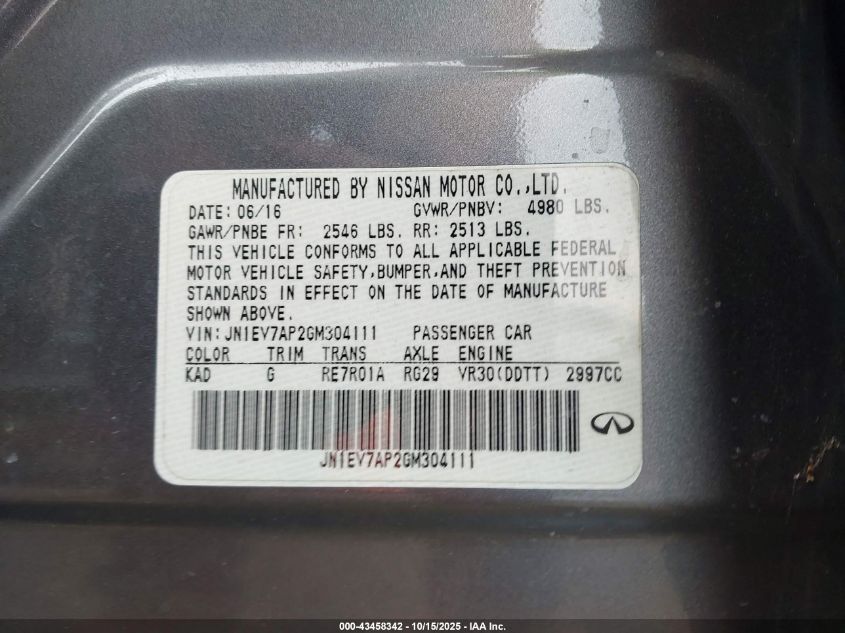 MANUFACTURED BY NISSAN MOTOR CO.,LTD.
DATE: 06/16 GVWR/PNBV: 4980 LBS.
GAWR/PNBE FR: 2546 LBS. RR: 2513 LBS.
THIS VEHICLE CONFORMS TO ALL APPLICABLE FEDERAL
MOTOR VEHICLE SAFETY,BUMPER,AND THEFT PREVENTION
STANDARDS IN EFFECT ON THE DATE OF MANUFACTURE
SHOWN ABOVE.
VIN:JN1EV7AP2GM304111 PASSENGER CAR
COLOR TRIM TRANS AXLE ENGINE
KAD G RE7R01A RG29 VR30(DDTT) 2997CC
JN1EV7AP2GM304111
000-43458342 - 10/15/2025 - IAA Inc.